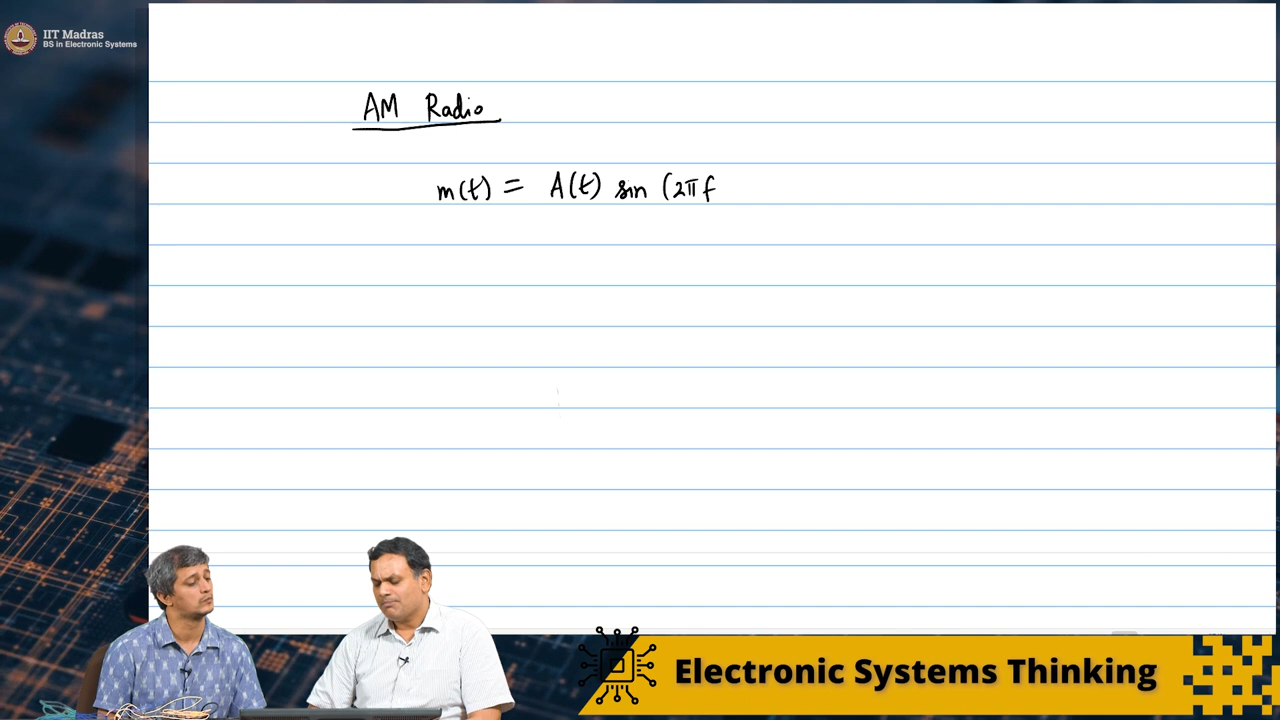 IIT Madras
BS in Electronic Systems
AM Radio
m(t) = A(t) sin (2πf
Electronic Systems Thinking